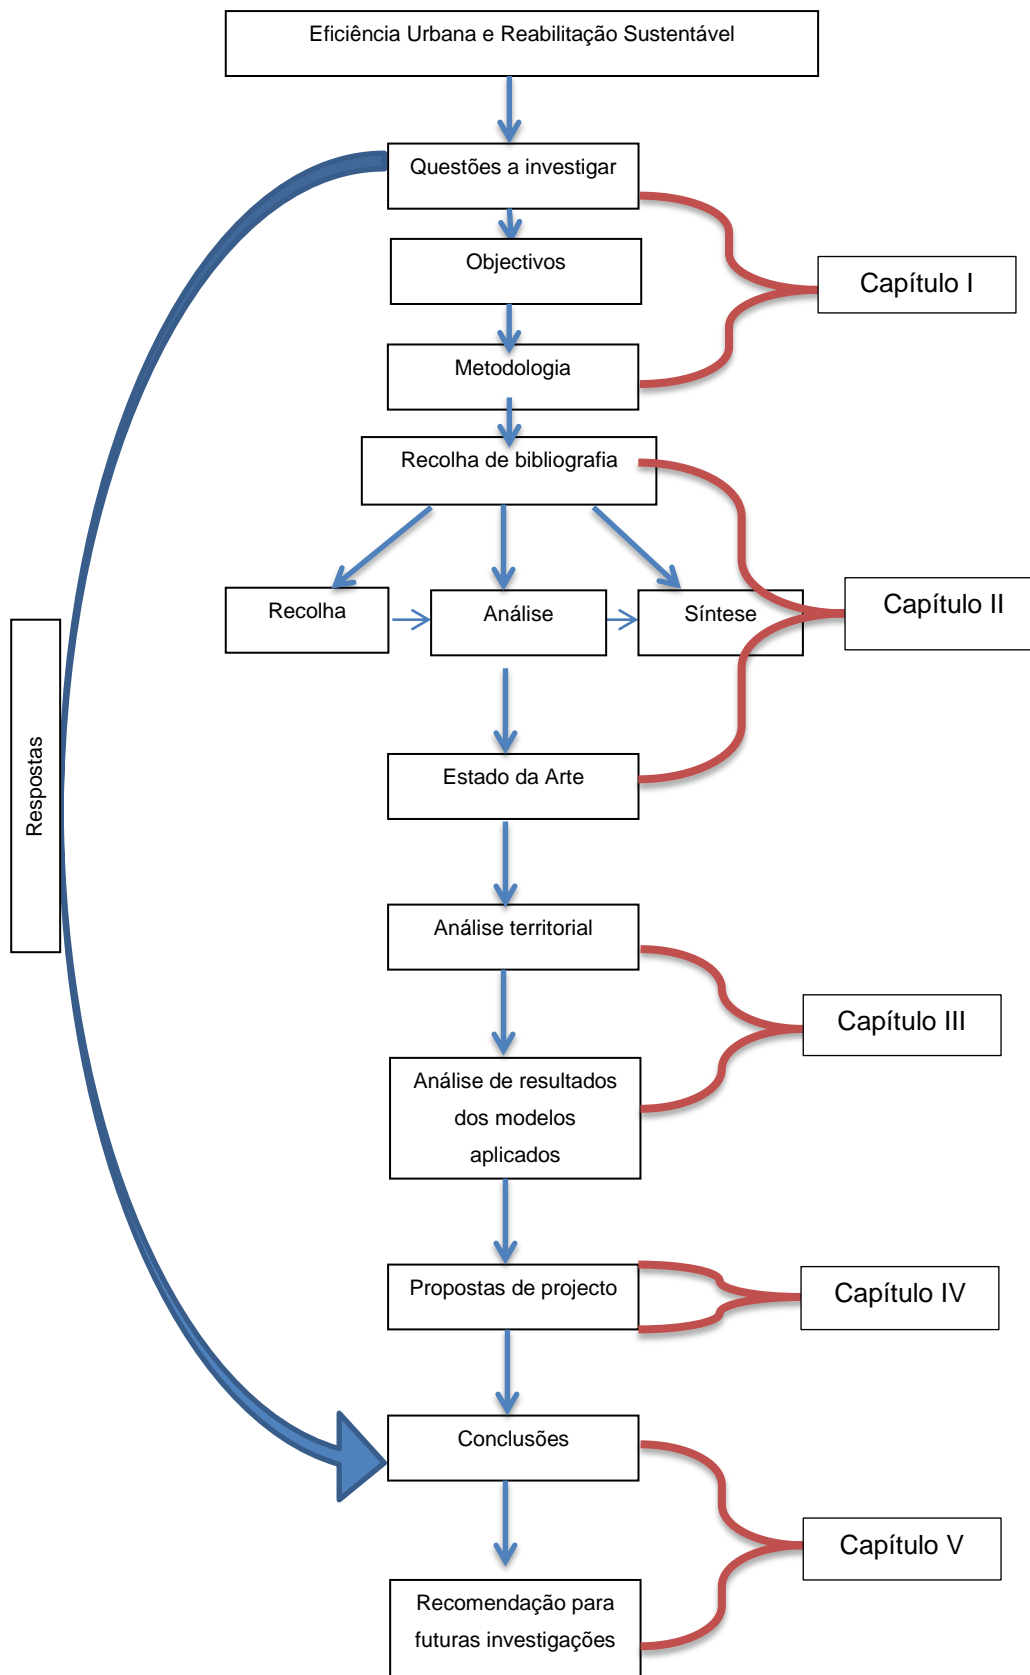 Eficiência Urbana e Reabilitação Sustentável
Questões a investigar
Objectivos
Capítulo I
Metodologia
Recolha de bibliografia
Recolha
Análise
Síntese
Capítulo II
Respostas
Estado da Arte
Análise territorial
Capítulo III
Análise de resultados
dos modelos
aplicados
Propostas de projecto
Capítulo IV
Conclusões
Capítulo V
Recomendação para
futuras investigações